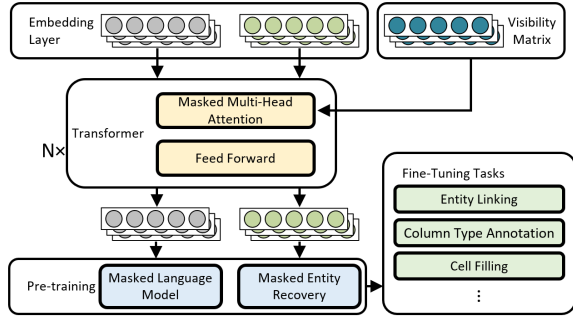 Embedding
Layer
Visibility
Matrix
Masked Multi-Head
Attention
Transformer
N×
Feed Forward
Fine-Tuning Tasks
Entity Linking
Column Type Annotation
Cell Filling
⋮
Pre-training
Masked Language
Model
Masked Entity
Recovery